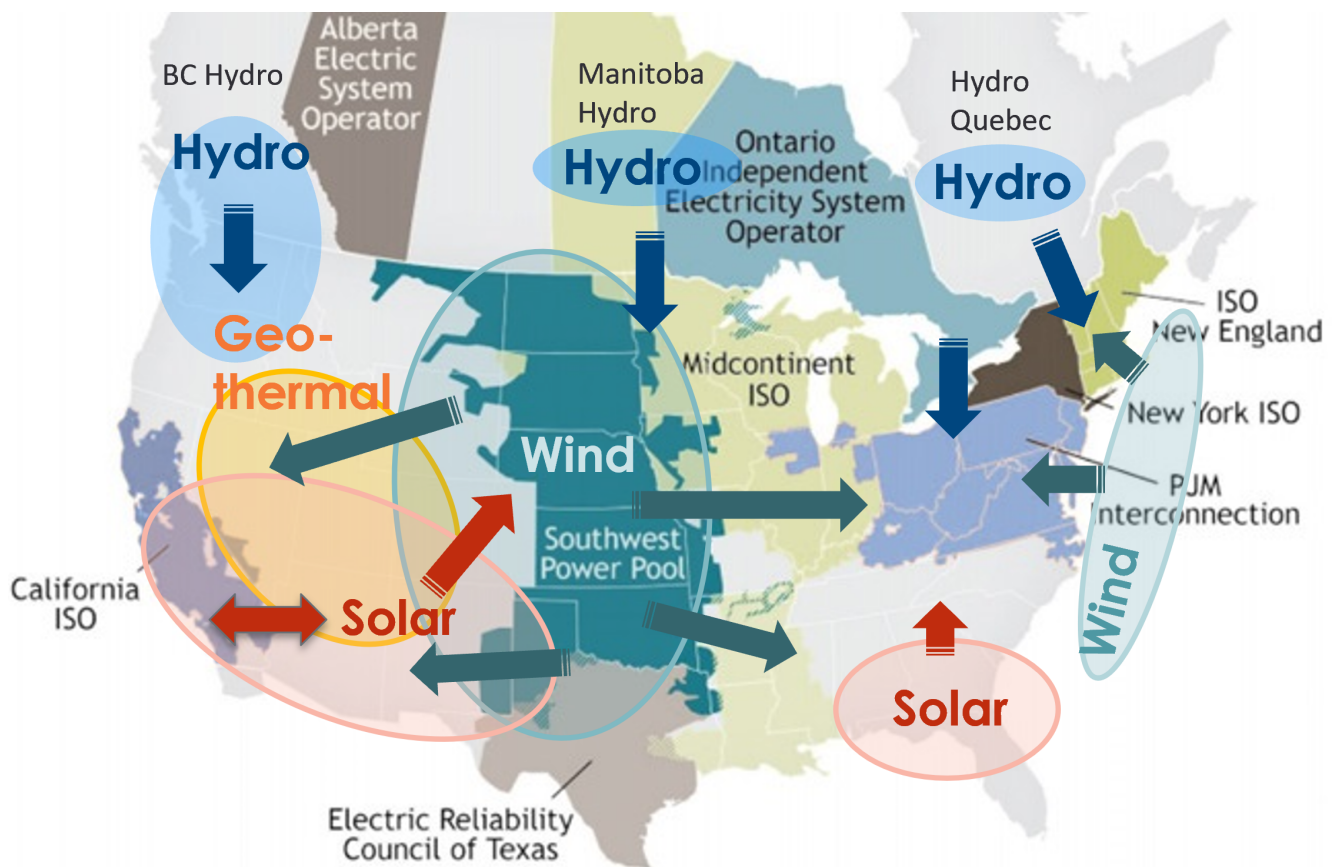 Alberta
Electric
System
Operator
BC Hydro
Hydro
Manitoba
Hydro
Hydro
Hydro
Quebec
Hydro
Ontario
Independent
Electricity System
Operator
Geo-
thermal
ISO
New England
Midcontinent
ISO
New York ISO
Wind
PJM
Interconnection
Southwest
Power Pool
California
ISO
Solar
Wind
Solar
Electric Reliability
Council of Texas